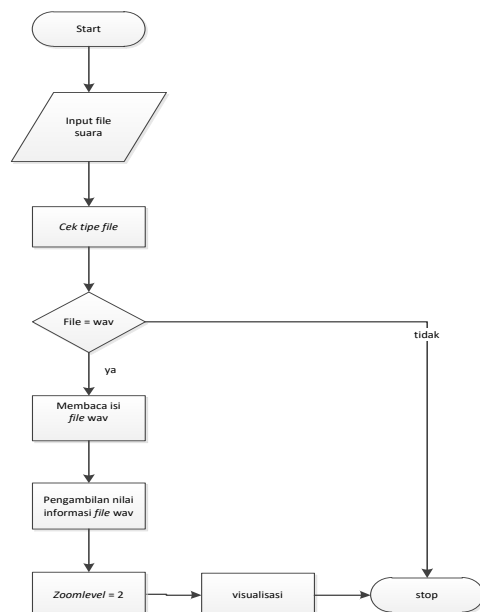 Start
Input file
suara
Cek tipe file
File = wav
tidak
ya
Membaca isi
file wav
Pengambilan nilai
informasi file wav
Zoomlevel = 2
visualisasi
stop